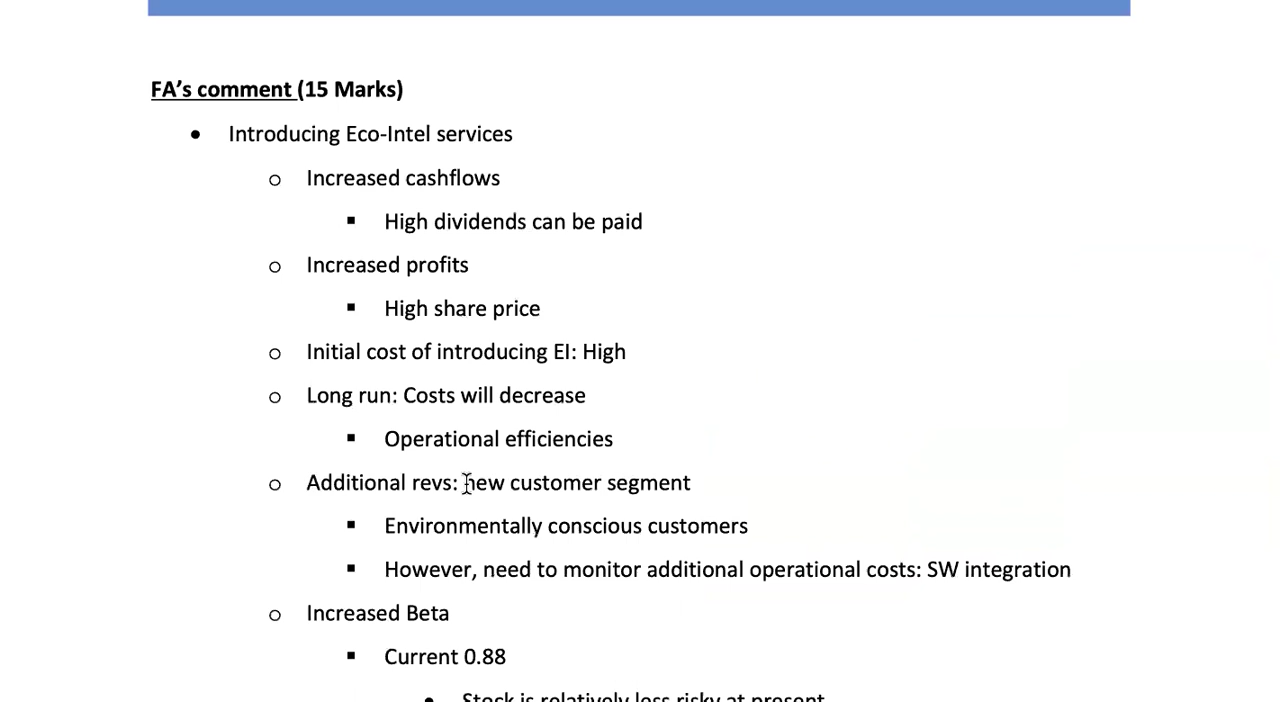 FA's comment (15 Marks)
• Introducing Eco-Intel services
o Increased cashflows
▪ High dividends can be paid
o Increased profits
▪ High share price
o Initial cost of introducing EI: High
o Long run: Costs will decrease
▪ Operational efficiencies
o Additional revs: new customer segment
▪ Environmentally conscious customers
▪ However, need to monitor additional operational costs: SW integration
o Increased Beta
▪ Current 0.88
• Stock is relatively less risky at present